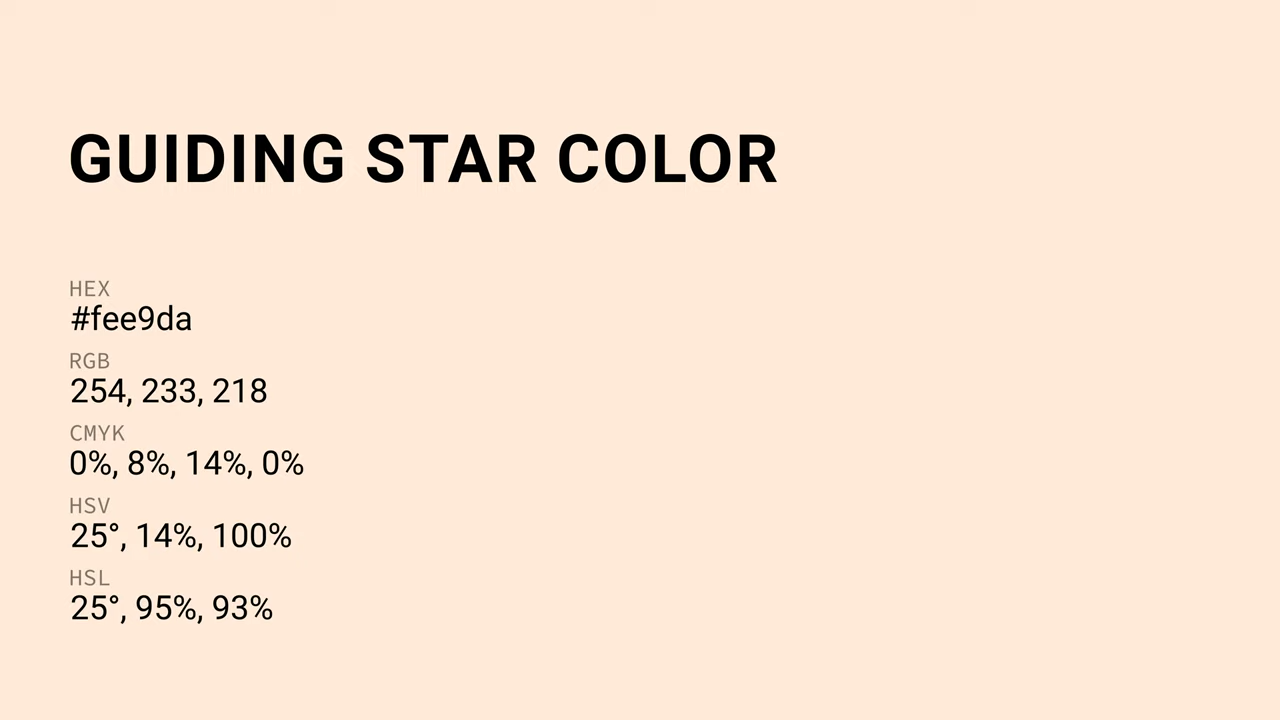 GUIDING STAR COLOR
HEX
#fee9da
RGB
254, 233, 218
CMYK
0%, 8%, 14%, 0%
HSV
25°, 14%, 100%
HSL
25°, 95%, 93%